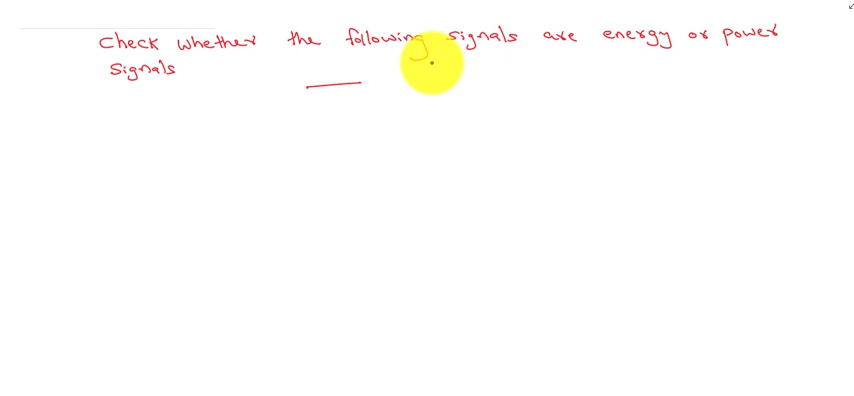 Check whether the following signals are energy or power
signals